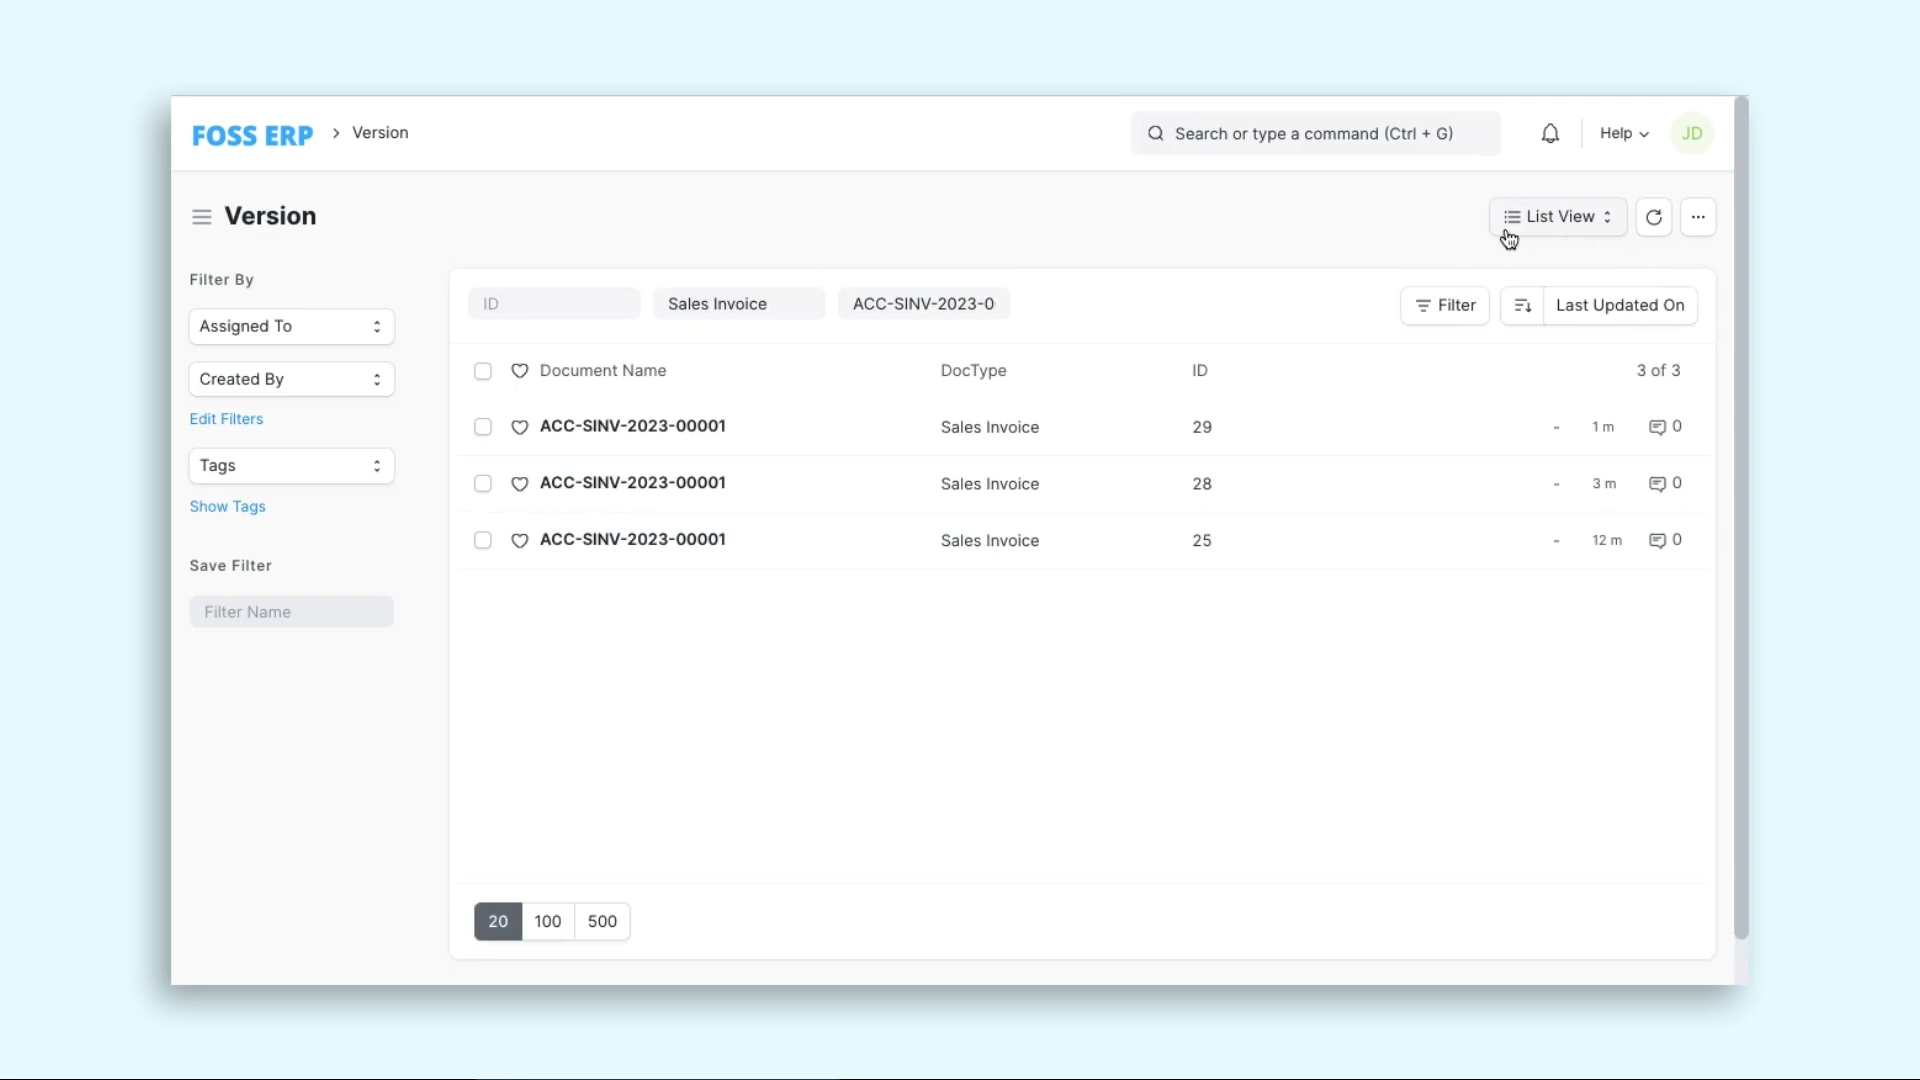 FOSS ERP > Version
Search or type a command (Ctrl + G)
Help
JD
Version
List View
Filter By
Assigned To
Created By
Edit Filters
Tags
Show Tags
Save Filter
Filter Name
ID
Sales Invoice
ACC-SINV-2023-0
Filter
Last Updated On
Document Name DocType ID 3 of 3
ACC-SINV-2023-00001 Sales Invoice 29 - 1 m 0
ACC-SINV-2023-00001 Sales Invoice 28 - 3 m 0
ACC-SINV-2023-00001 Sales Invoice 25 - 12 m 0
20 100 500